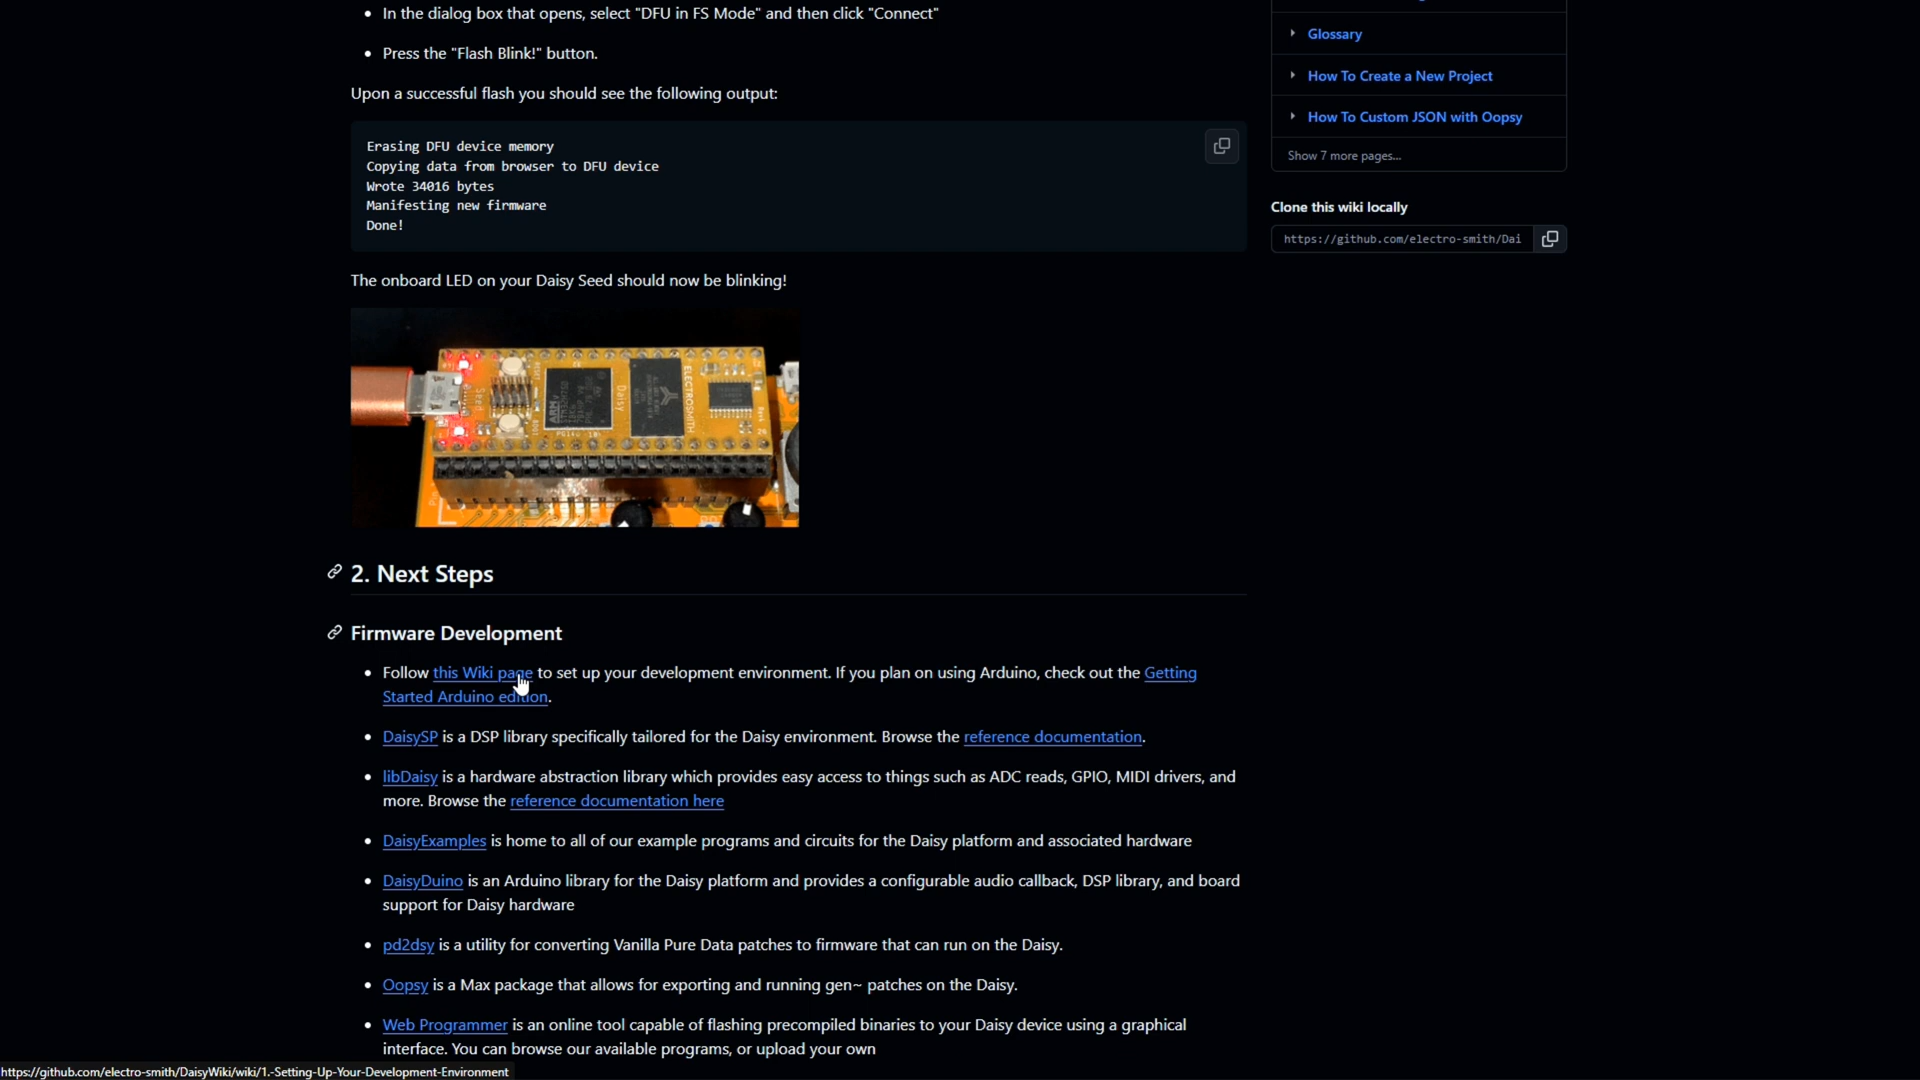 In the dialog box that opens, select "DFU in FS Mode" and then click "Connect"
Press the "Flash Blink!" button.
Upon a successful flash you should see the following output:
Erasing DFU device memory
Copying data from browser to DFU device
Wrote 34016 bytes
Manifesting new firmware
Done!
The onboard LED on your Daisy Seed should now be blinking!
Seed
Daisy
ELECTROSMITH
ARM
2. Next Steps
Firmware Development
Follow this Wiki page to set up your development environment. If you plan on using Arduino, check out the Getting
Started Arduino edition.
DaisySP is a DSP library specifically tailored for the Daisy environment. Browse the reference documentation.
libDaisy is a hardware abstraction library which provides easy access to things such as ADC reads, GPIO, MIDI drivers, and
more. Browse the reference documentation here
DaisyExamples is home to all of our example programs and circuits for the Daisy platform and associated hardware
DaisyDuino is an Arduino library for the Daisy platform and provides a configurable audio callback, DSP library, and board
support for Daisy hardware
pd2dsy is a utility for converting Vanilla Pure Data patches to firmware that can run on the Daisy.
Oopsy is a Max package that allows for exporting and running gen~ patches on the Daisy.
Web Programmer is an online tool capable of flashing precompiled binaries to your Daisy device using a graphical
interface. You can browse our available programs, or upload your own
https://github.com/electro-smith/DaisyWiki/wiki/1.-Setting-Up-Your-Development-Environment
Glossary
How To Create a New Project
How To Custom JSON with Oopsy
Show 7 more pages...
Clone this wiki locally
https://github.com/electro-smith/Dai